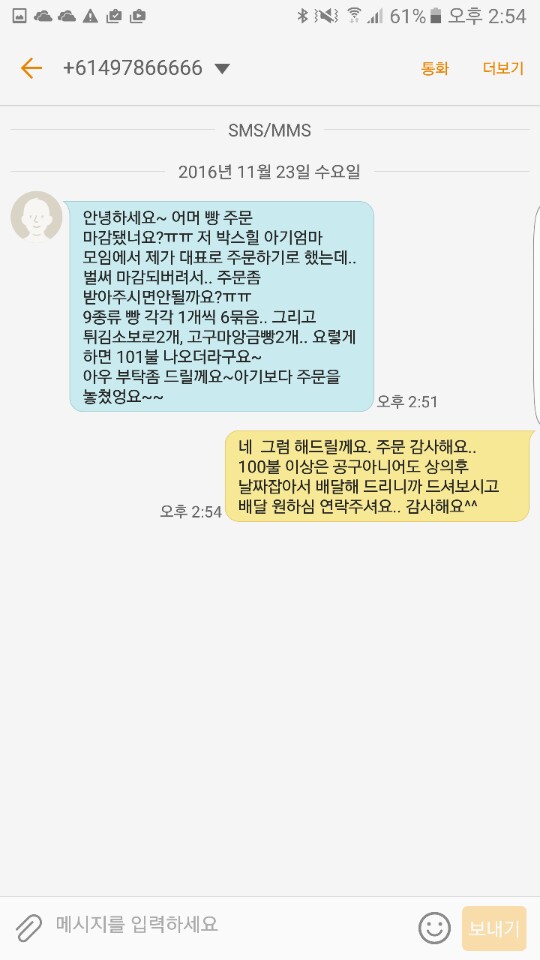 61% 오후 2:54
+61497866666
통화
더보기
SMS/MMS
2016년 11월 23일 수요일
안녕하세요~ 어머 빵 주문
마감됐너요?ㅠㅠ 저 박스힐 아기엄마
모임에서 제가 대표로 주문하기로 했는데..
벌써 마감되버려서.. 주문좀
받아주시면안될까요?ㅠㅠ
9종류 빵 각각 1개씩 6묶음.. 그리고
튀김소보로2개, 고구마앙금빵2개.. 요렇게
하면 101불 나오더라구요~
아우 부탁좀 드릴께요~아기보다 주문을
놓쳤엉요~~
오후 2:51
네  그럼 해드릴께요. 주문 감사해요..
100불 이상은 공구아니어도 상의후
날짜잡아서 배달해 드리니까 드셔보시고
배달 원하심 연락주셔요.. 감사해요^^
오후 2:54
메시지를 입력하세요
보내기